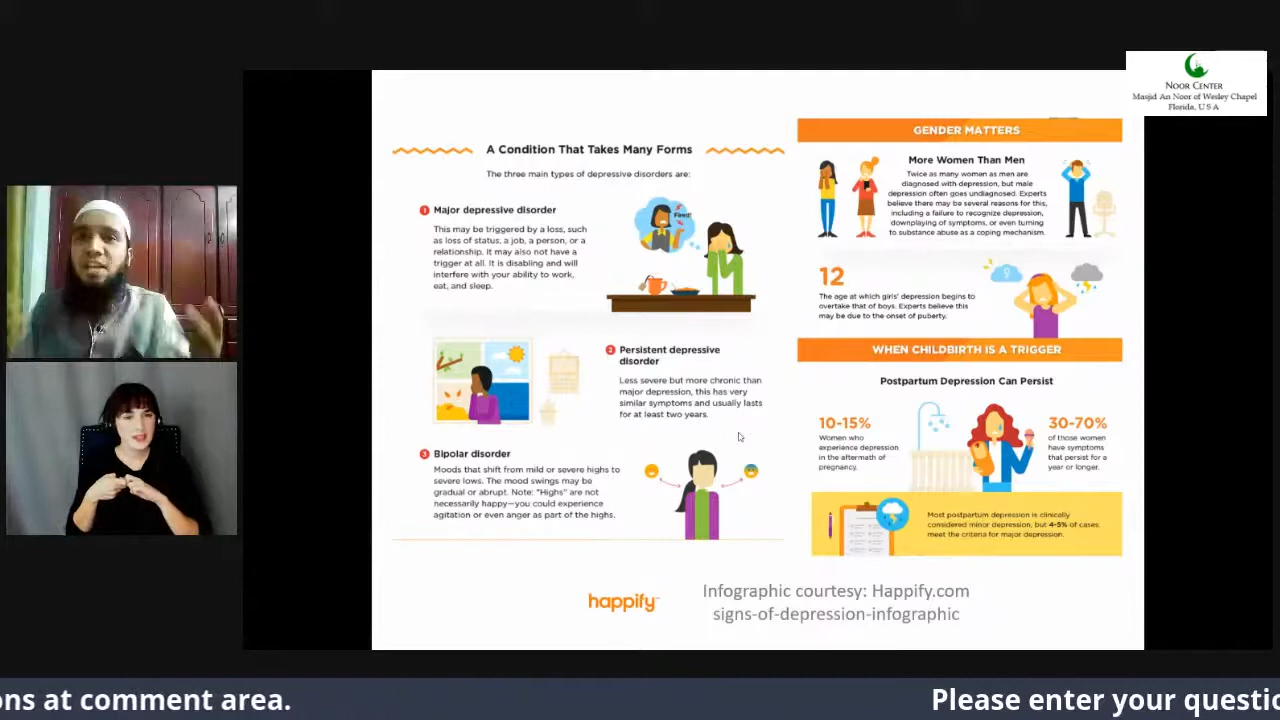 NOOR CENTER
Masjid An Noor of Wesley Chapel
Florida, U S A
A Condition That Takes Many Forms
The three main types of depressive disorders are:
1 Major depressive disorder
This may be triggered by a loss, such
as loss of status, a job, a person, or a
relationship. It may also not have a
trigger at all. It is disabling and will
interfere with your ability to work,
eat, and sleep.
Fired!
2 Persistent depressive
disorder
Less severe but more chronic than
major depression, this has very
similar symptoms and usually lasts
for at least two years.
3 Bipolar disorder
Moods that shift from mild or severe highs to
severe lows. The mood swings may be
gradual or abrupt. Note: "Highs" are not
necessarily happy—you could experience
agitation or even anger as part of the highs.
GENDER MATTERS
More Women Than Men
Twice as many women as men are
diagnosed with depression, but male
depression often goes undiagnosed. Experts
believe there may be several reasons for this,
including a failure to recognize depression,
downplaying of symptoms, or even turning
to substance abuse as a coping mechanism.
12
The age at which girls' depression begins to
overtake that of boys. Experts believe this
may be due to the onset of puberty.
WHEN CHILDBIRTH IS A TRIGGER
Postpartum Depression Can Persist
10-15%
Women who
experience depression
in the aftermath of
pregnancy.
30-70%
of those women
have symptoms
that persist for a
year or longer.
Most postpartum depression is clinically
considered minor depression, but 4-5% of cases
meet the criteria for major depression.
happify
Infographic courtesy: Happify.com
signs-of-depression-infographic
ons at comment area.
Please enter your questio